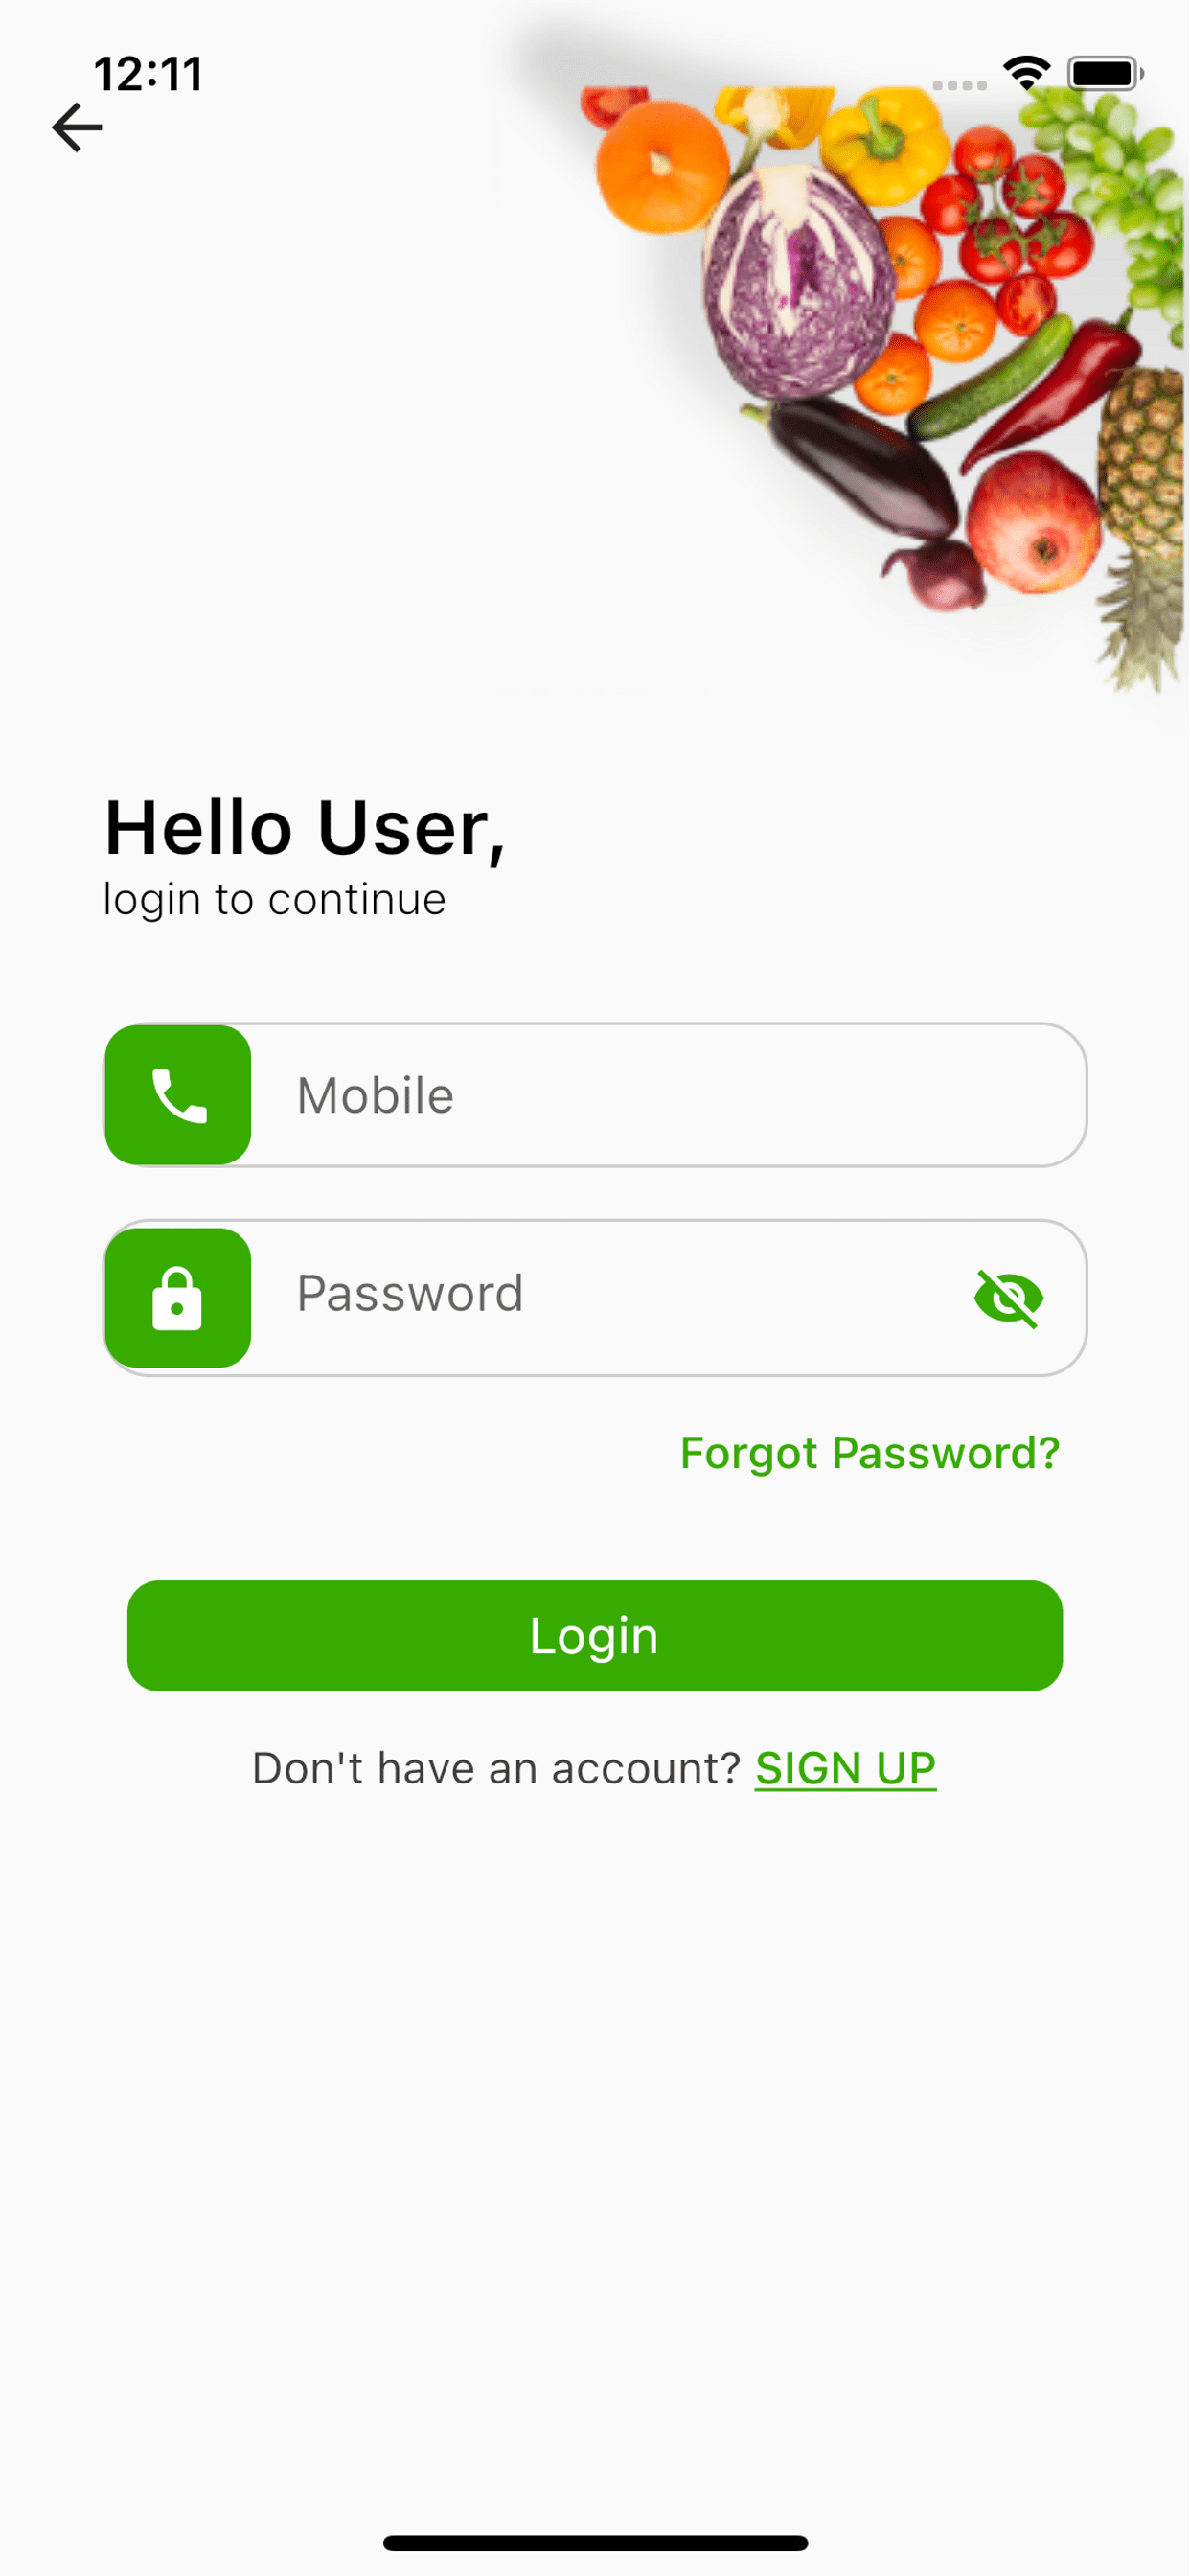 12:11
Hello User,
login to continue
Mobile
Password
Forgot Password?
Login
Don't have an account? SIGN UP